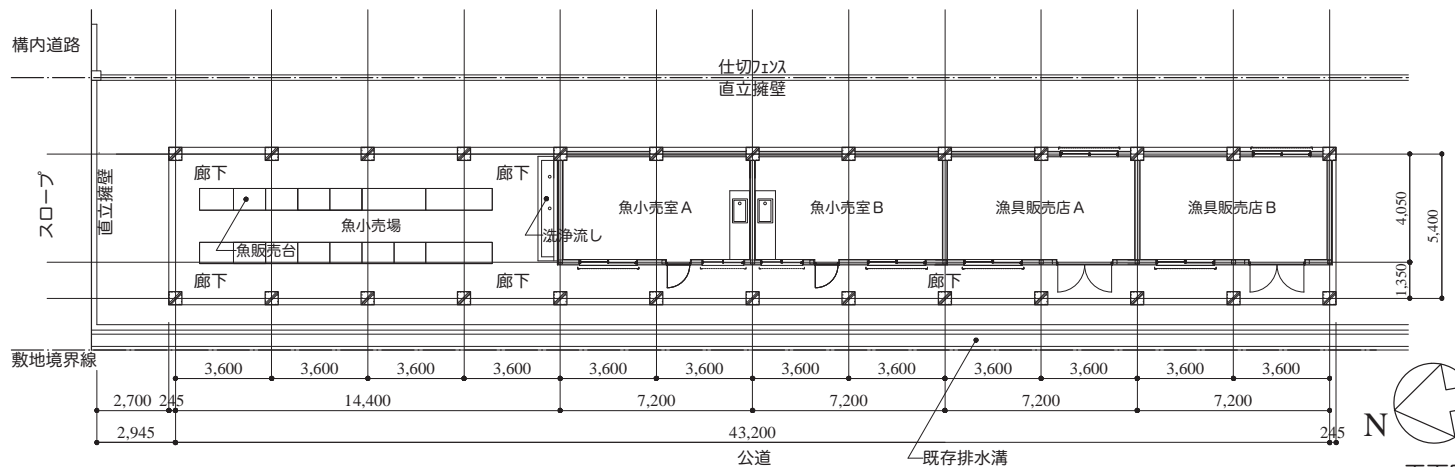 構内道路
仕切フェンス
直立擁壁
スロープ
直立擁壁
廊下
廊下
魚小売場
魚販売台
洗浄流し
廊下
廊下
魚小売室A
魚小売室B
漁具販売店A
漁具販売店B
廊下
4,050
5,400
1,350
敷地境界線
3,600 3,600 3,600 3,600 3,600 3,600 3,600 3,600 3,600 3,600 3,600 3,600
2,700 245 14,400 7,200 7,200 7,200 7,200
2,945 43,200 245
N
公道
既存排水溝